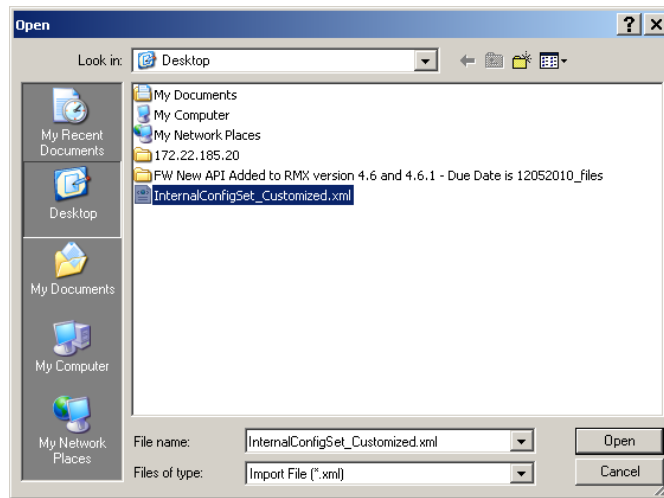 Open
Look in:
Desktop
My Recent
Documents
Desktop
My Documents
My Computer
My Network
Places
My Documents
My Computer
My Network Places
172.22.185.20
FW New API Added to RMX version 4.6 and 4.6.1 - Due Date is 12052010_files
InternalConfigSet_Customized.xml
File name:
InternalConfigSet_Customized.xml
Open
Files of type:
Import File (*.xml)
Cancel